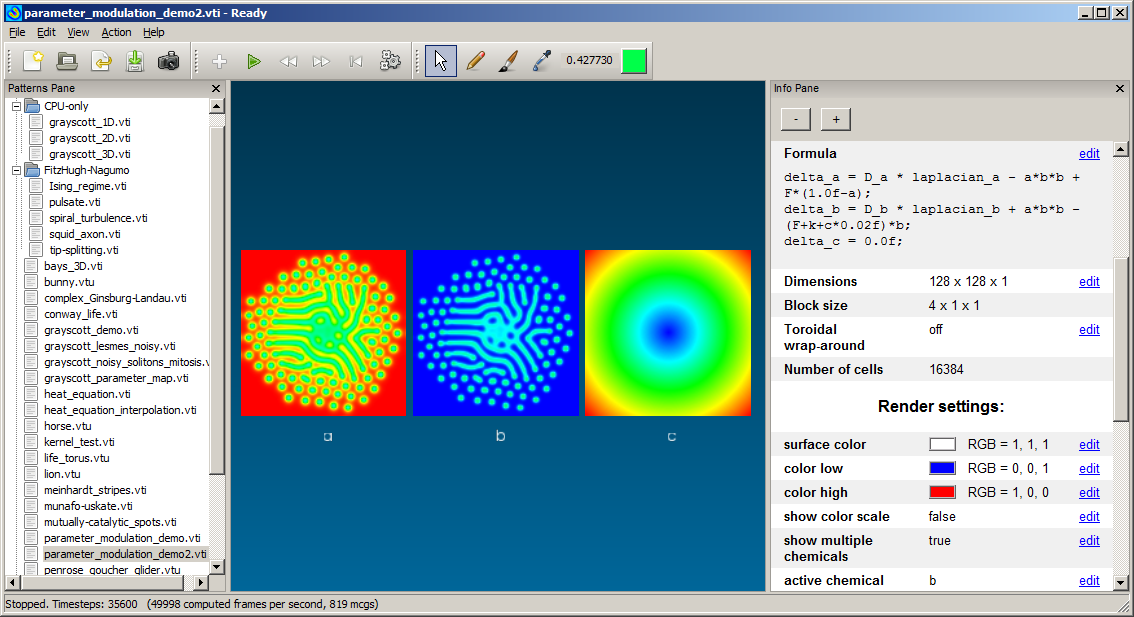 parameter_modulation_demo2.vti - Ready
File Edit View Action Help
0.427730
Patterns Pane
CPU-only
grayscott_1D.vti
grayscott_2D.vti
grayscott_3D.vti
FitzHugh-Nagumo
Ising_regime.vti
pulsate.vti
spiral_turbulence.vti
squid_axon.vti
tip-splitting.vti
bays_3D.vti
bunny.vtu
complex_Ginsburg-Landau.vti
conway_life.vti
grayscott_demo.vti
grayscott_lesmes_noisy.vti
grayscott_noisy_solitons_mitosis.v
grayscott_parameter_map.vti
heat_equation.vti
heat_equation_interpolation.vti
horse.vtu
kernel_test.vti
life_torus.vtu
lion.vtu
meinhardt_stripes.vti
munafo-uskate.vti
mutually-catalytic_spots.vti
parameter_modulation_demo.vti
parameter_modulation_demo2.vti
penrose_goucher_glider.vtu
a b c
Info Pane
- +
Formula edit
delta_a = D_a * laplacian_a - a*b*b +
F*(1.0f-a);
delta_b = D_b * laplacian_b + a*b*b -
(F+k+c*0.02f)*b;
delta_c = 0.0f;
Dimensions 128 x 128 x 1 edit
Block size 4 x 1 x 1
Toroidal off edit
wrap-around
Number of cells 16384
Render settings:
surface color RGB = 1, 1, 1 edit
color low RGB = 0, 0, 1 edit
color high RGB = 1, 0, 0 edit
show color scale false edit
show multiple true edit
chemicals
active chemical b edit
Stopped. Timesteps: 35600 (49998 computed frames per second, 819 mcgs)